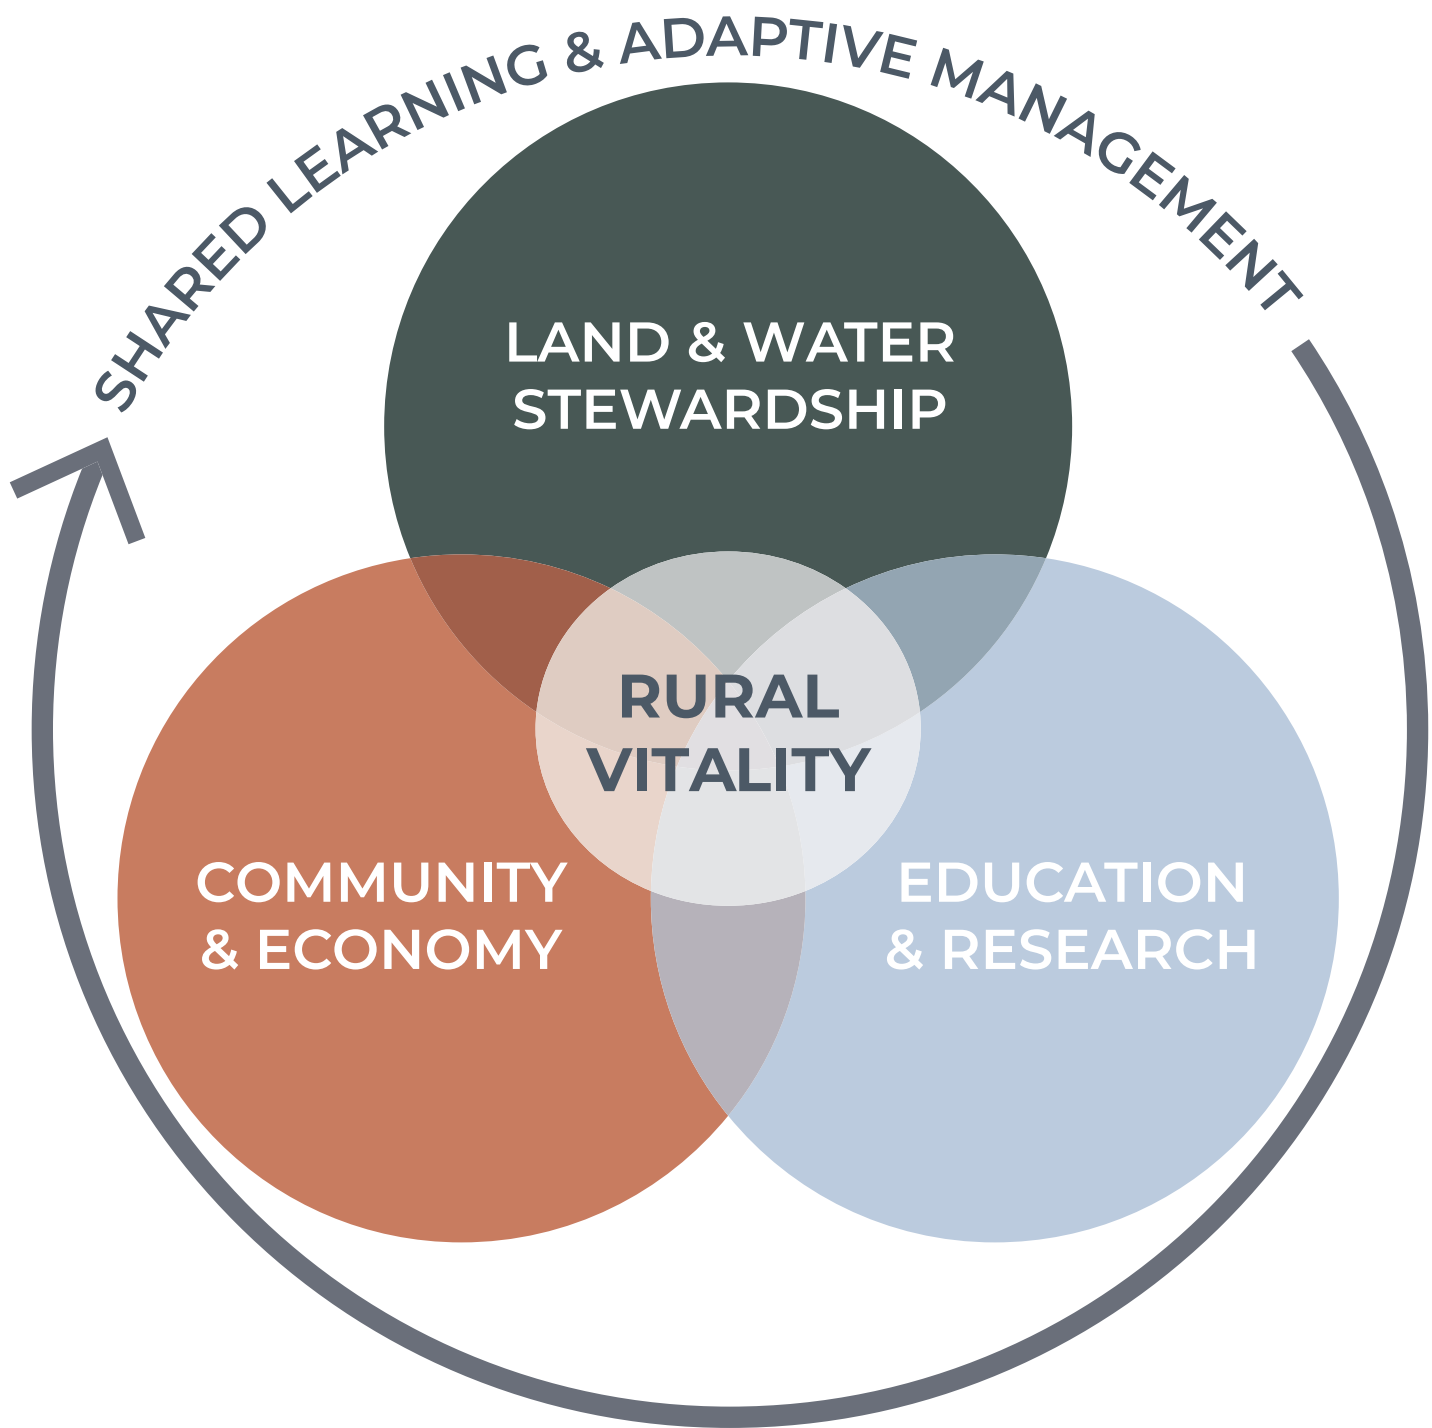 SHARED LEARNING & ADAPTIVE MANAGEMENT
LAND & WATER
STEWARDSHIP
RURAL
VITALITY
COMMUNITY
& ECONOMY
EDUCATION
& RESEARCH